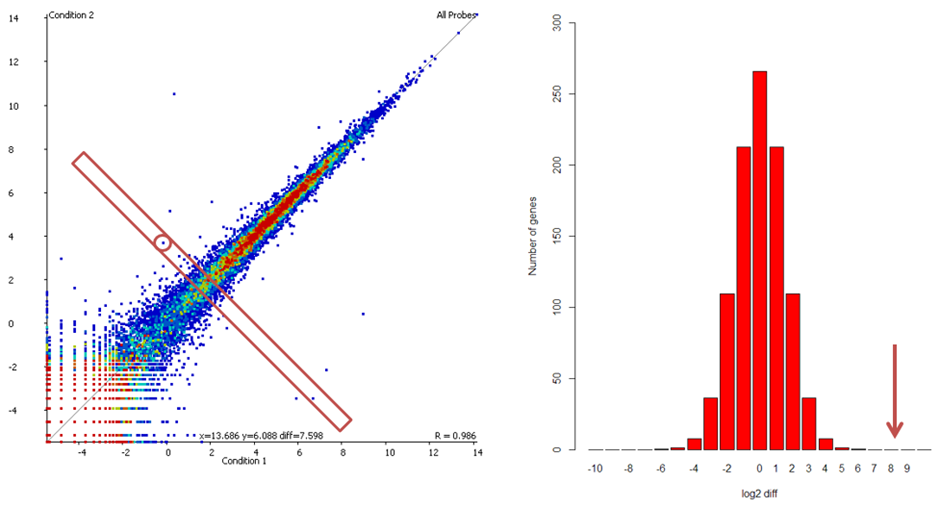 Condition 2
All Probes
14
12
10
8
6
4
2
0
-2
-4
-4 -2 0 2 4 6 8 10 12 14
x=13.686 y=6.088 diff=7.598
R = 0.986
Condition 1
Number of genes
300
250
200
150
100
50
0
-10 -8 -6 -4 -2 0 1 2 3 4 5 6 7 8 9
log2 diff